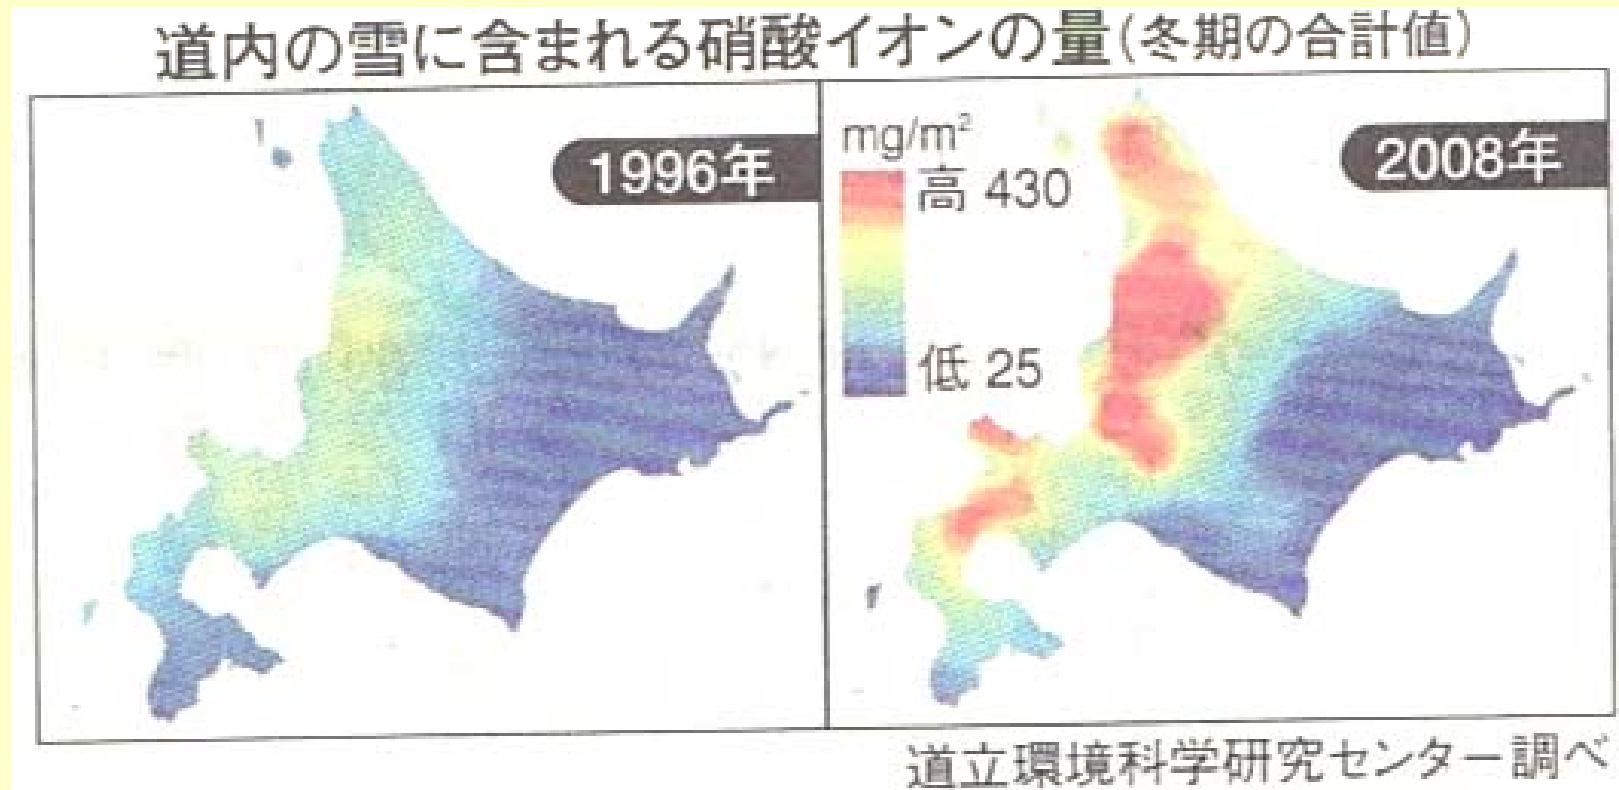 道内の雪に含まれる硝酸イオンの量(冬期の合計値)
1996年
mg/m²
高 430
低 25
2008年
道立環境科学研究センター調べ